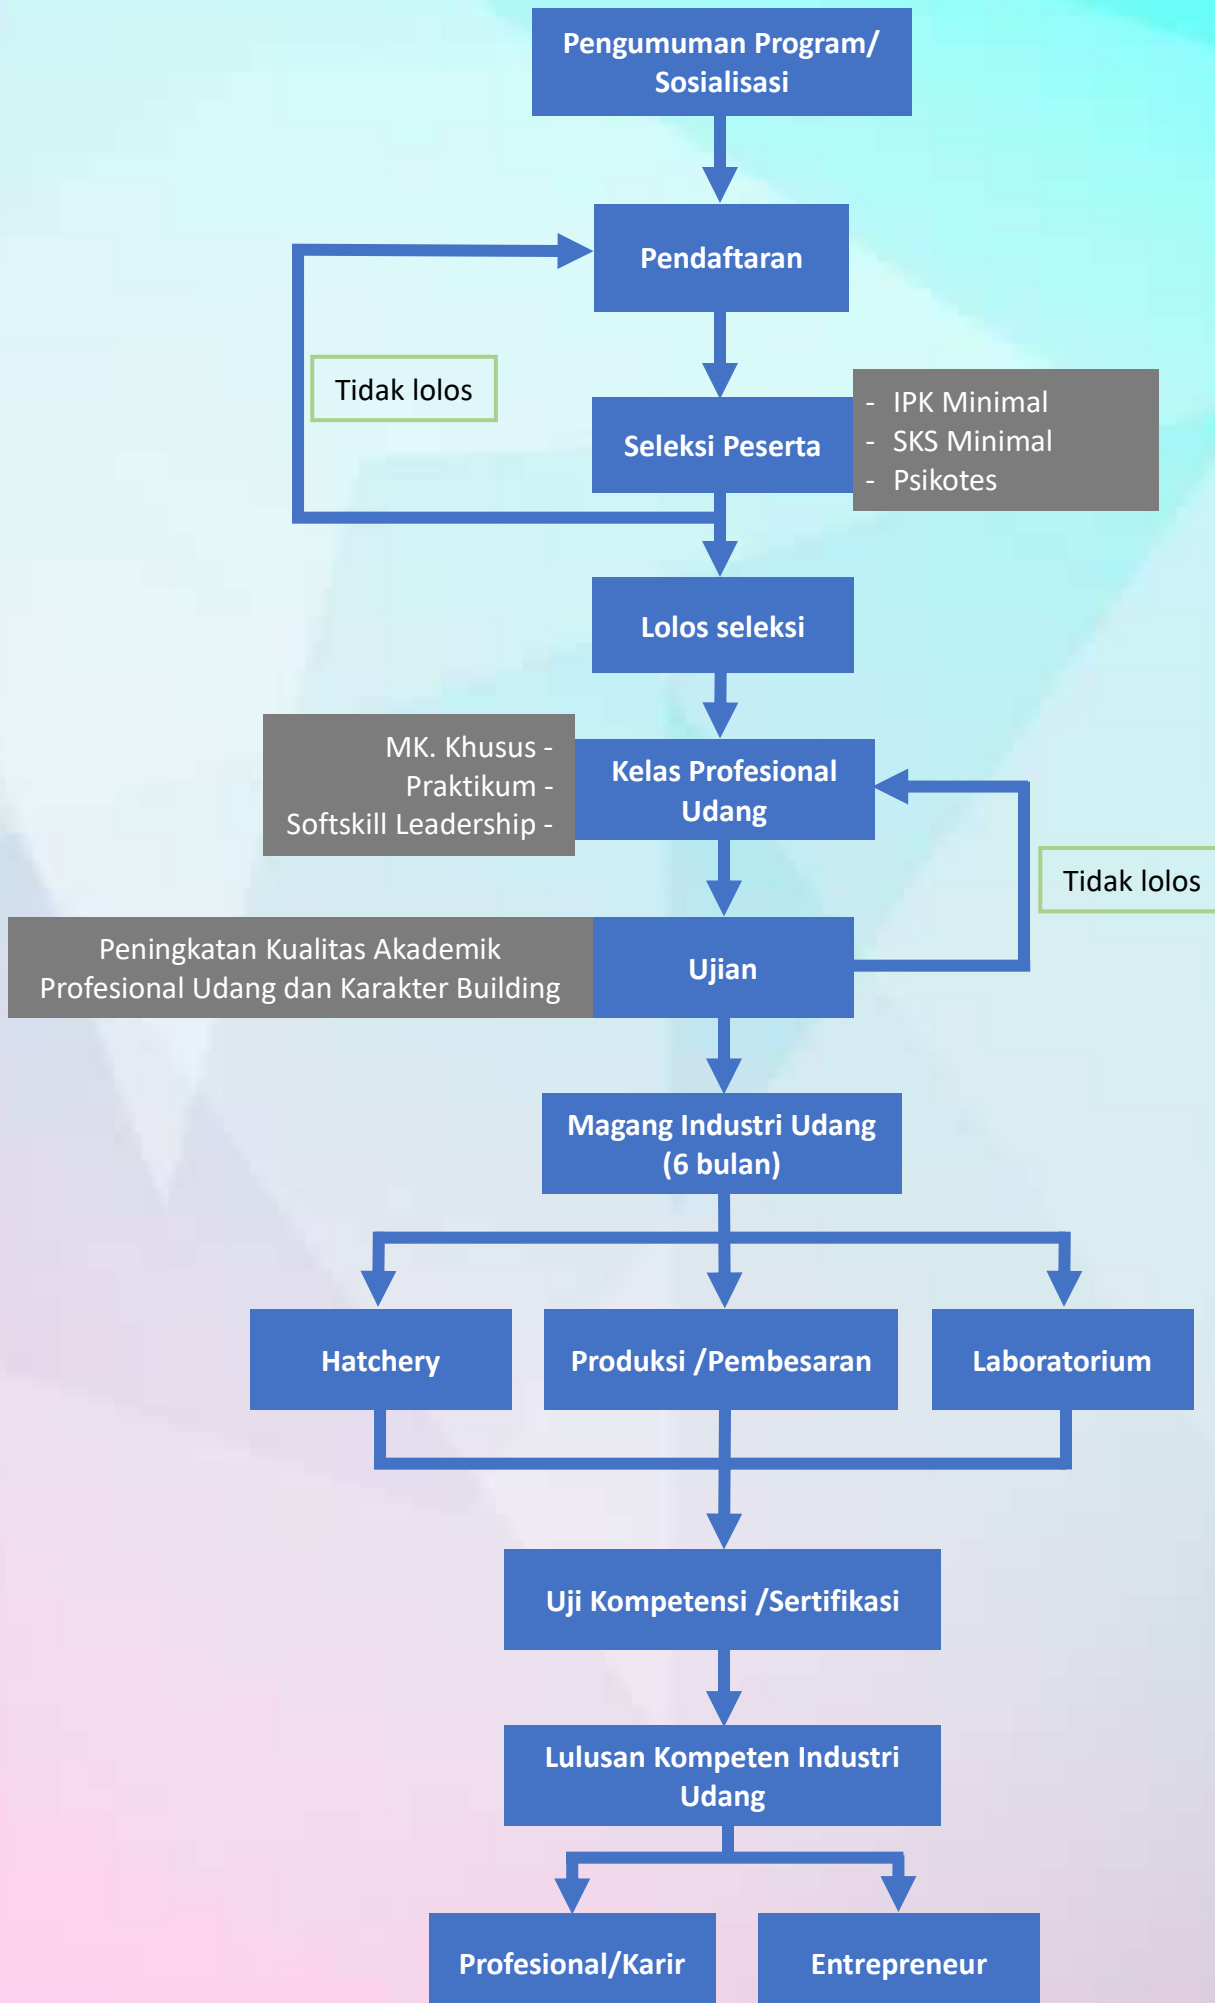 Pengumuman Program/
Sosialisasi
Pendaftaran
Tidak lolos
Seleksi Peserta
- IPK Minimal
- SKS Minimal
- Psikotes
Lolos seleksi
MK. Khusus -
Praktikum -
Softskill Leadership -
Kelas Profesional
Udang
Tidak lolos
Peningkatan Kualitas Akademik
Profesional Udang dan Karakter Building
Ujian
Magang Industri Udang
(6 bulan)
Hatchery
Produksi /Pembesaran
Laboratorium
Uji Kompetensi /Sertifikasi
Lulusan Kompeten Industri
Udang
Profesional/Karir
Entrepreneur